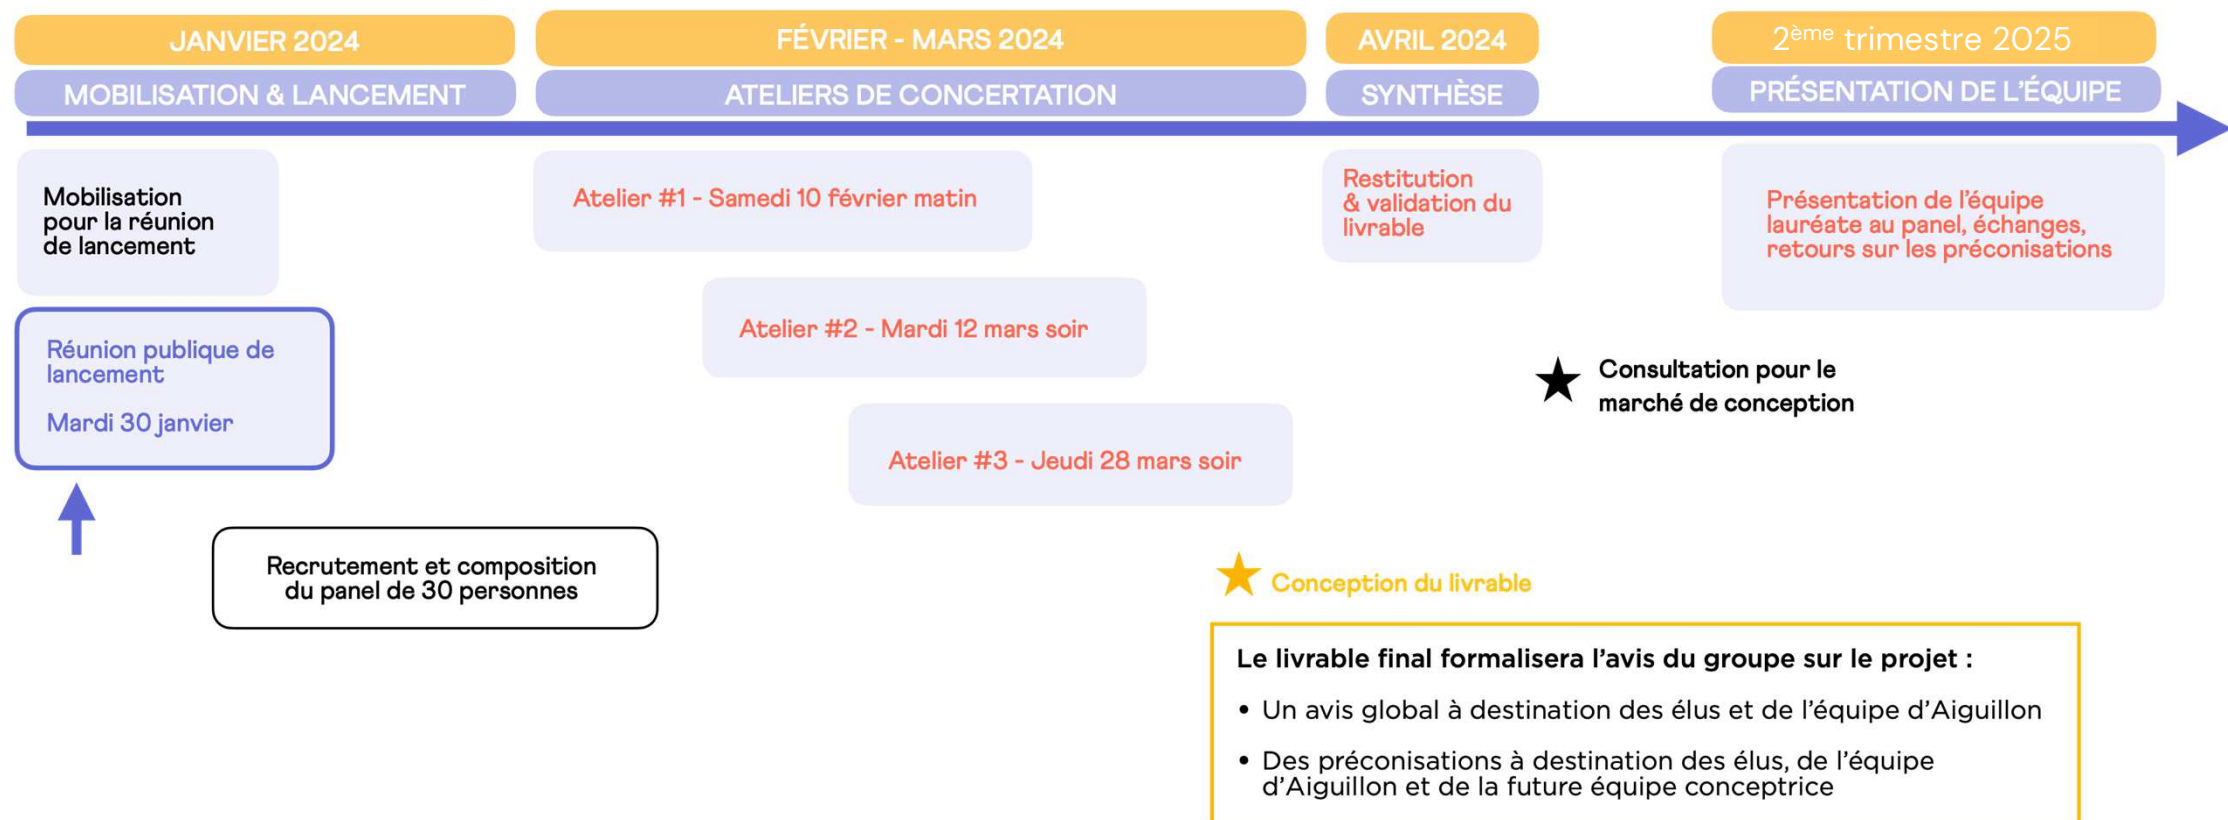 JANVIER 2024
FÉVRIER - MARS 2024
AVRIL 2024
2ème trimestre 2025
MOBILISATION & LANCEMENT
ATELIERS DE CONCERTATION
SYNTHÈSE
PRÉSENTATION DE L'ÉQUIPE
Mobilisation
pour la réunion
de lancement
Réunion publique de
lancement
Mardi 30 janvier
Recrutement et composition
du panel de 30 personnes
Atelier #1 - Samedi 10 février matin
Atelier #2 - Mardi 12 mars soir
Atelier #3 - Jeudi 28 mars soir
Restitution
& validation du
livrable
Présentation de l'équipe
lauréate au panel, échanges,
retours sur les préconisations
Consultation pour le
marché de conception
Conception du livrable
Le livrable final formalisera l'avis du groupe sur le projet :
• Un avis global à destination des élus et de l'équipe d'Aiguillon
• Des préconisations à destination des élus, de l'équipe
d'Aiguillon et de la future équipe conceptrice